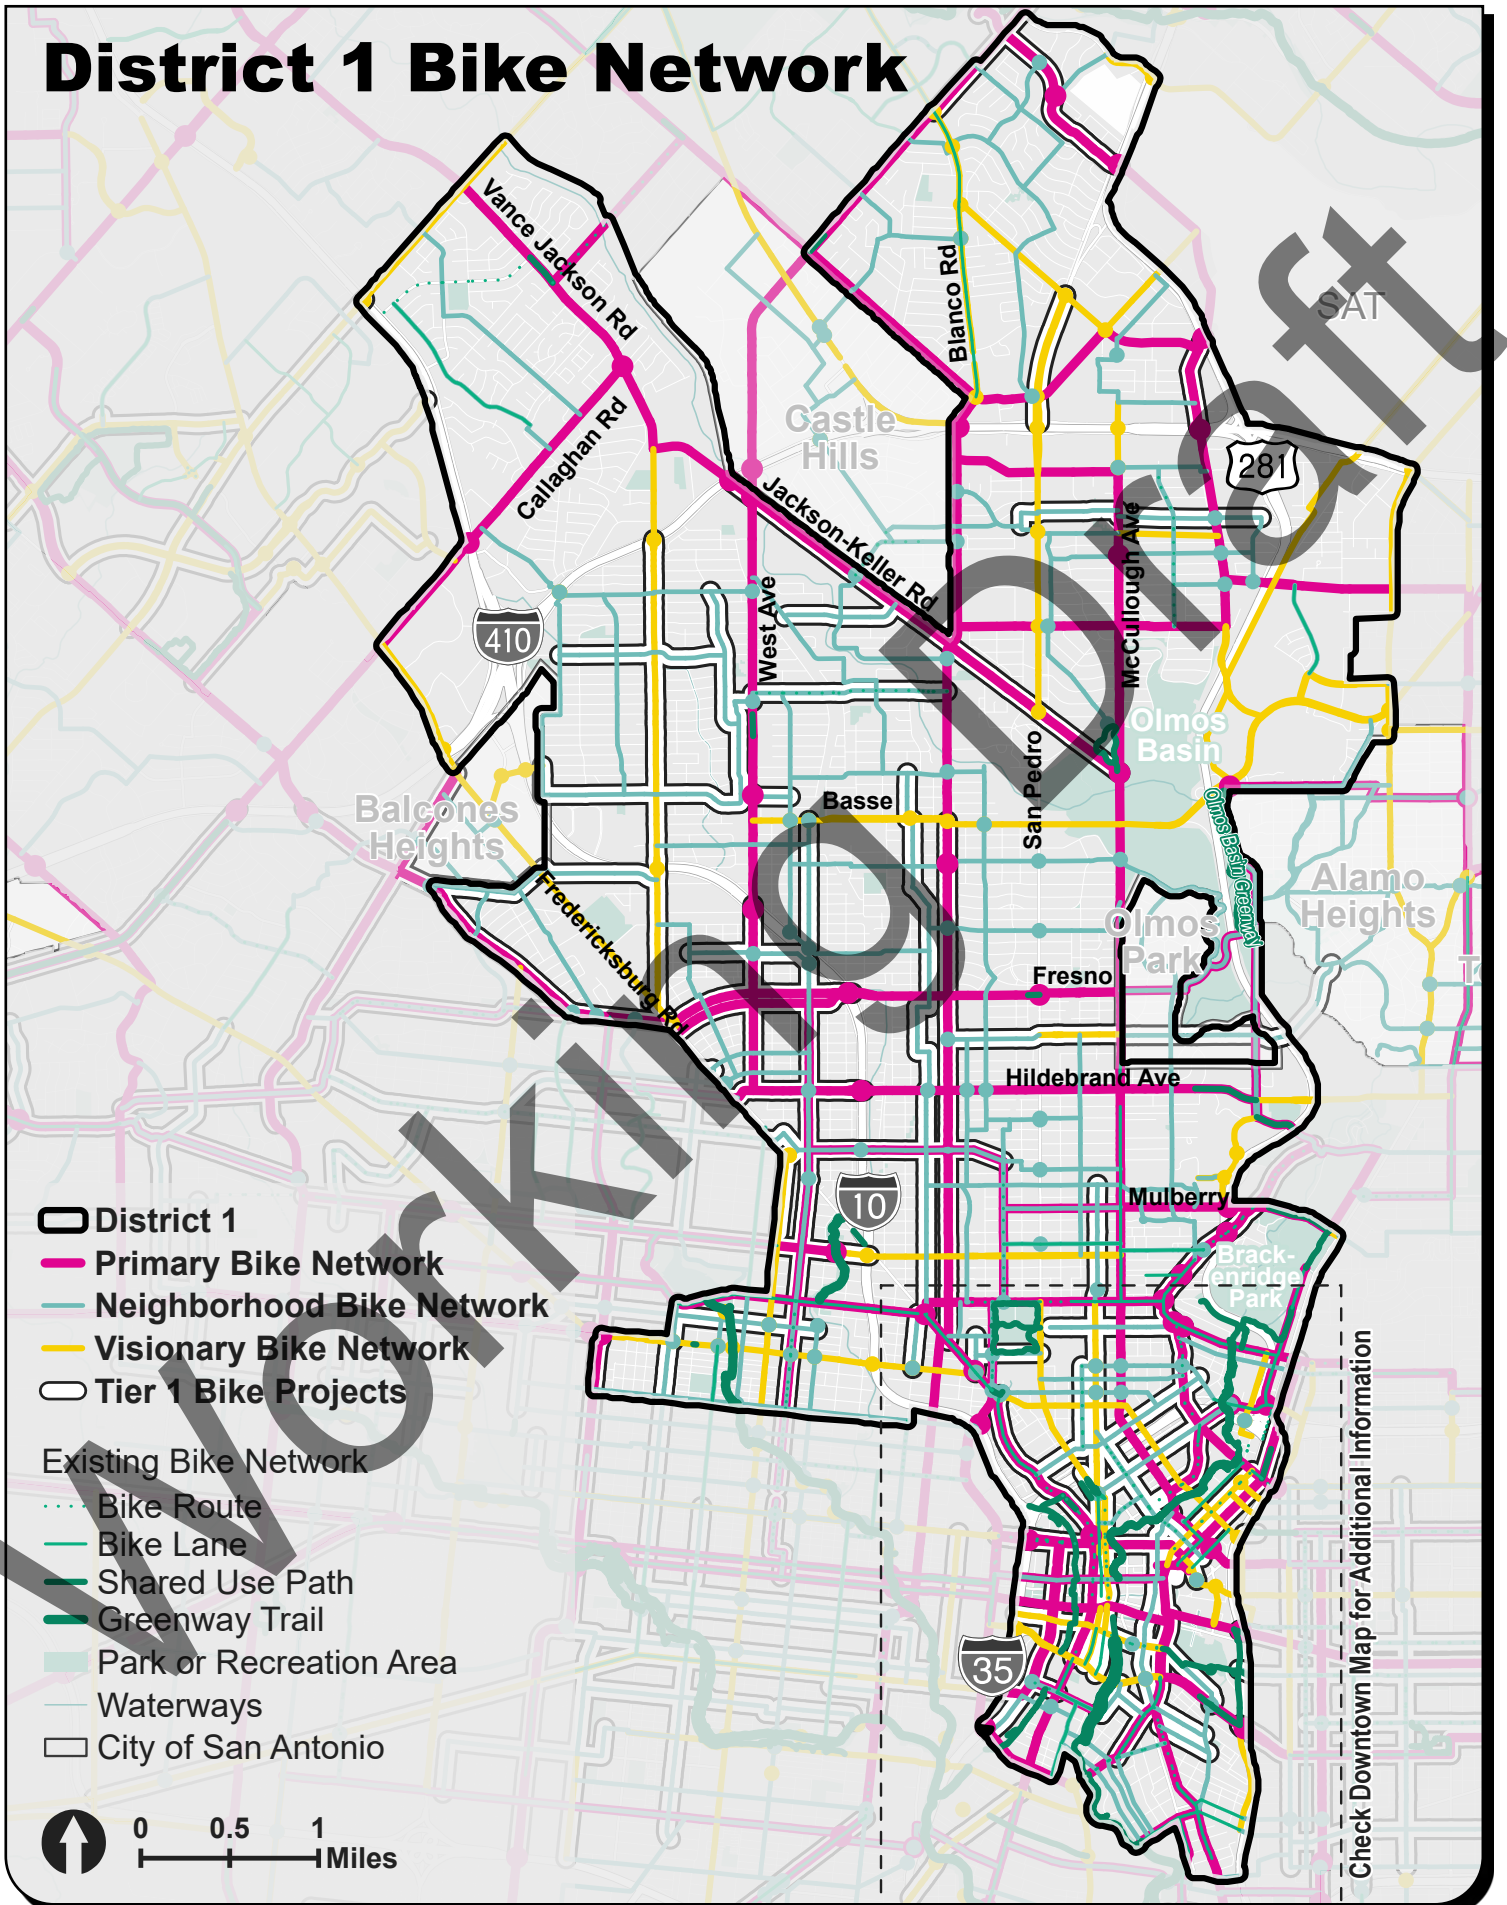 District 1 Bike Network
Vance Jackson Rd
Blanco Rd
SAT
Castle
Hills
Callaghan Rd
281
Jackson-Keller Rd
McCullough Ave
410
West Ave
Olmos
Basin
San Pedro
Basse
Balcones
Heights
Olmos Basin Greenway
Alamo
Heights
Fredericksburg Rd
Olmos
Park
T
Fresno
Hildebrand Ave
10
Mulberry
Brack-
enridge
Park
District 1
Primary Bike Network
Neighborhood Bike Network
Visionary Bike Network
Tier 1 Bike Projects
Existing Bike Network
Bike Route
Bike Lane
Shared Use Path
Greenway Trail
Park or Recreation Area
Waterways
City of San Antonio
35
Check Downtown Map for Additional Information
0 0.5 1
Miles
Working Draft